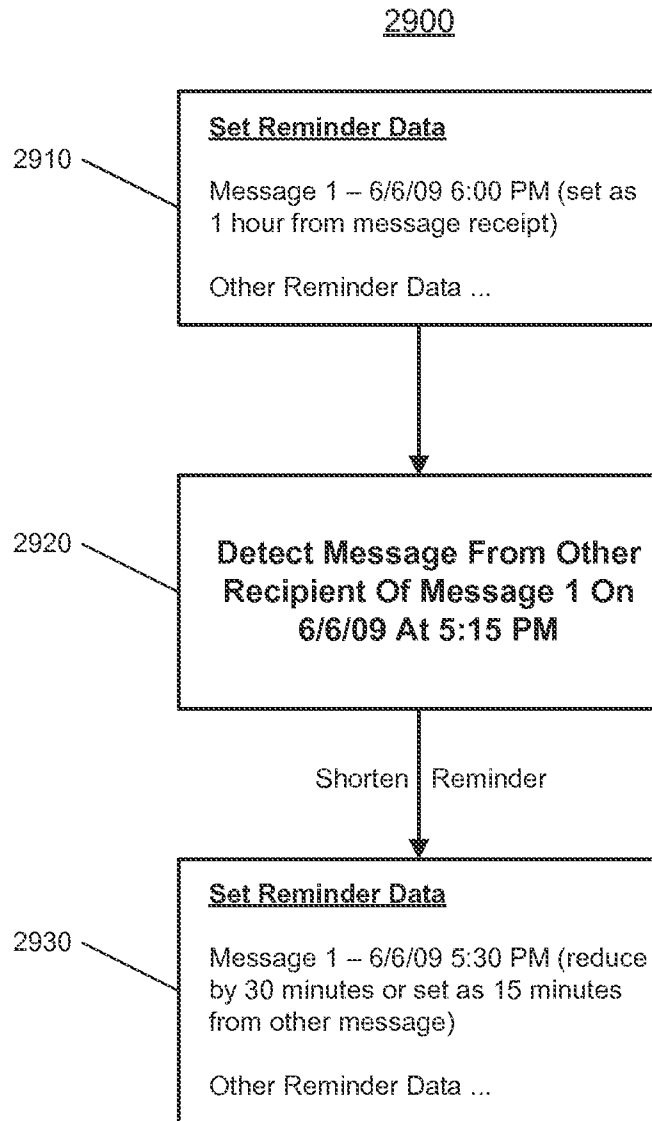 2900
2910
Set Reminder Data
Message 1 – 6/6/09 6:00 PM (set as
1 hour from message receipt)
Other Reminder Data ...
2920
Detect Message From Other
Recipient Of Message 1 On
6/6/09 At 5:15 PM
Shorten Reminder
2930
Set Reminder Data
Message 1 – 6/6/09 5:30 PM (reduce
by 30 minutes or set as 15 minutes
from other message)
Other Reminder Data ...